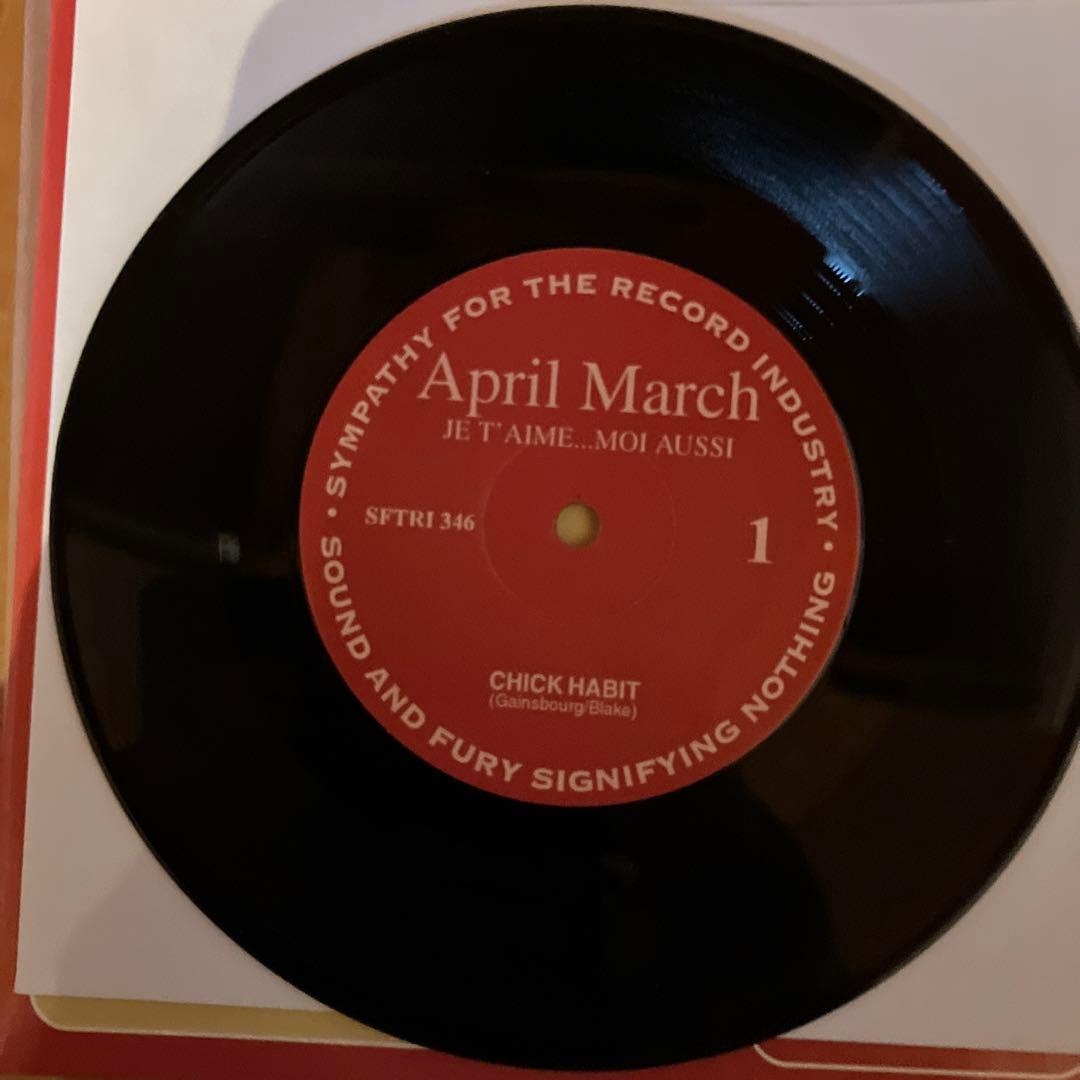 SYMPATHY FOR THE RECORD INDUSTRY •
April March
JE T'AIME...MOI AUSSI
SFTRI 346
1
CHICK HABIT
(Gainsbourg/Blake)
SOUND AND FURY SIGNIFYING NOTHING •